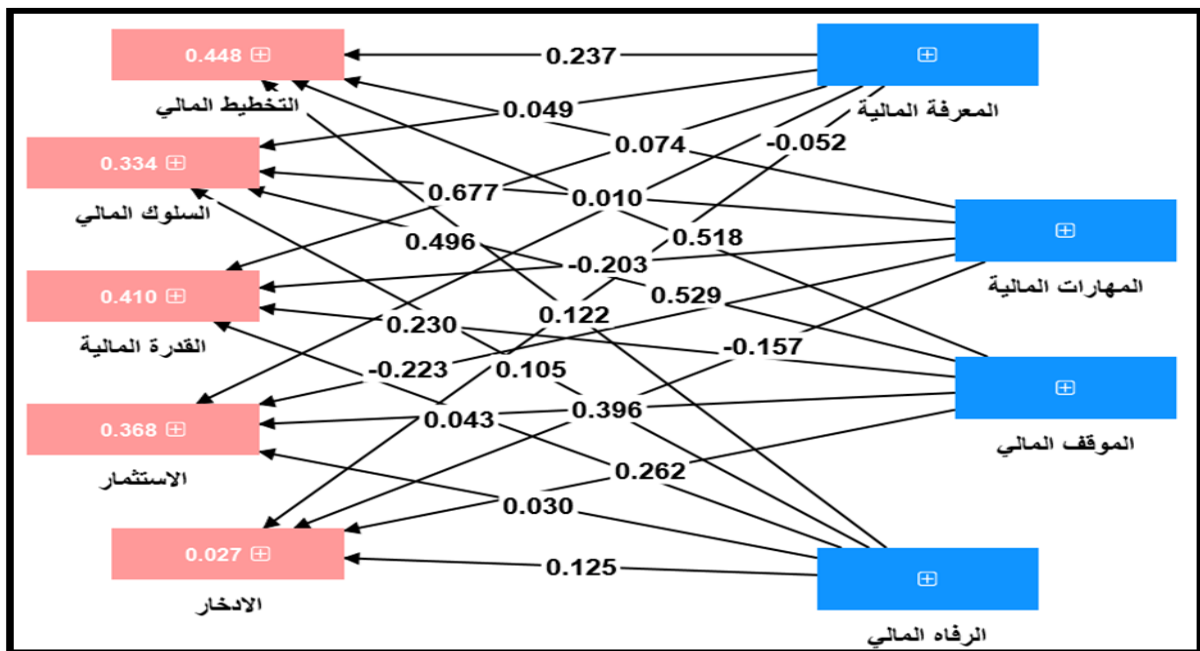 0.448
التخطيط المالي
0.334
السلوك المالي
0.410
القدرة المالية
0.368
الاستثمار
0.027
الادخار
0.237
0.049
0.074
-0.052
0.677
0.010
0.496
0.518
-0.203
0.529
0.230
0.122
-0.157
-0.223
0.105
0.043
0.396
0.262
0.030
0.125
المعرفة المالية
المهارات المالية
الموقف المالي
الرفاه المالي